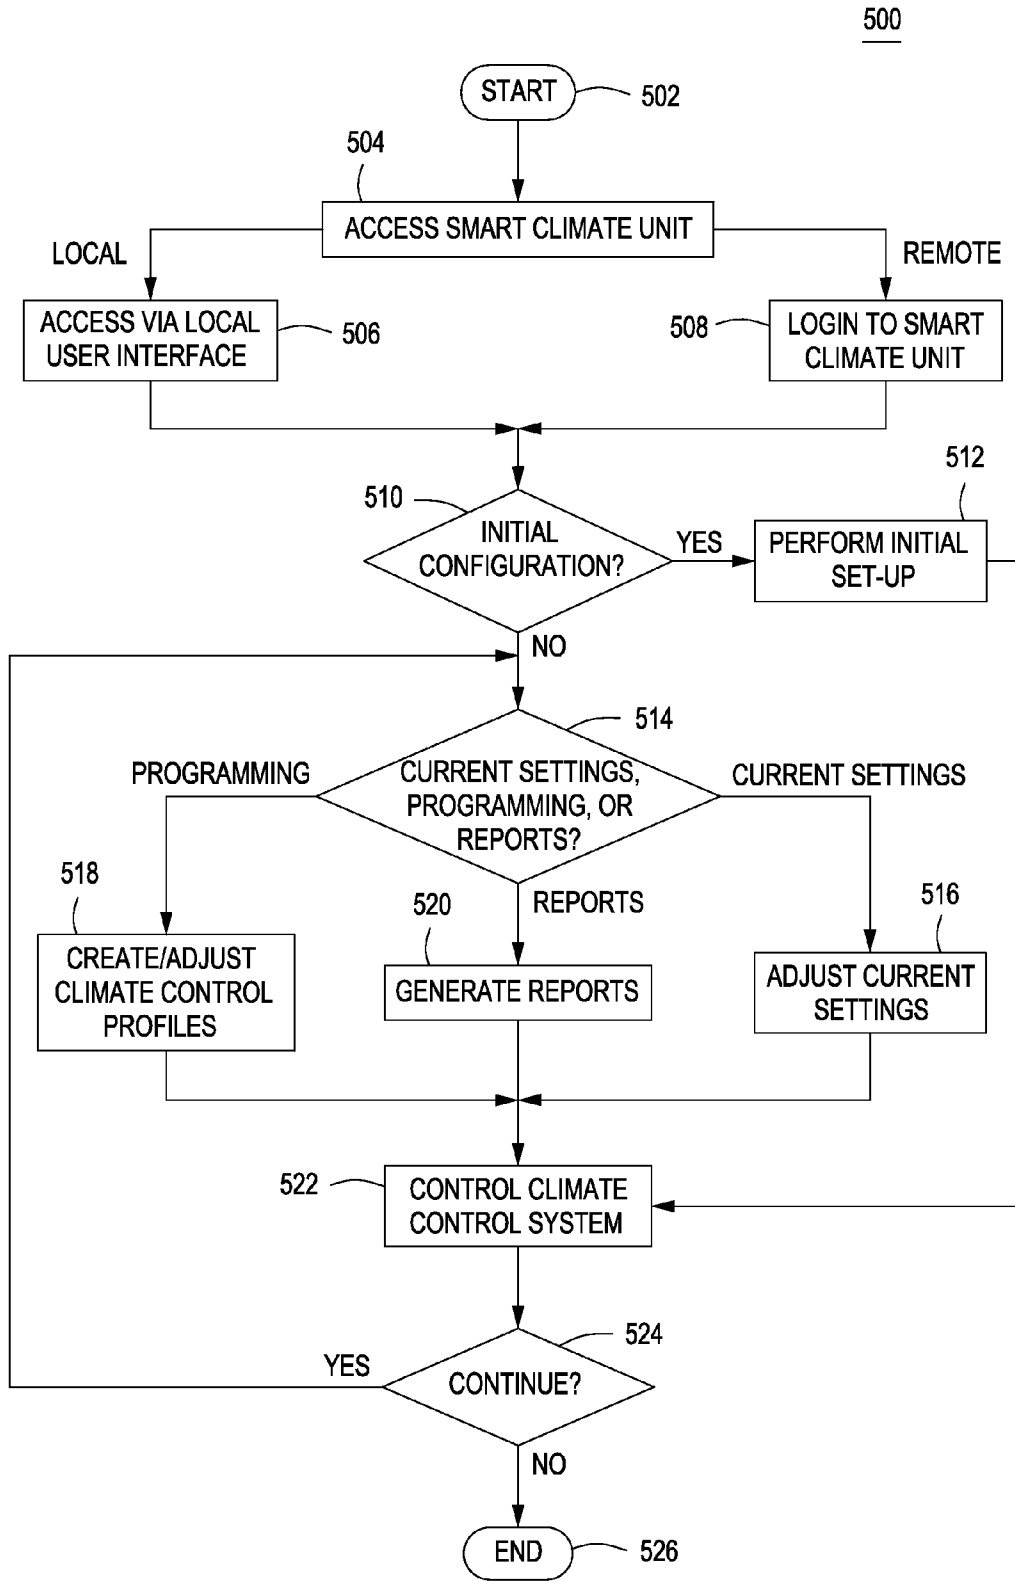 500
START
502
504
ACCESS SMART CLIMATE UNIT
LOCAL
REMOTE
ACCESS VIA LOCAL
USER INTERFACE
506
508
LOGIN TO SMART
CLIMATE UNIT
510
INITIAL
CONFIGURATION?
YES
512
PERFORM INITIAL
SET-UP
NO
514
PROGRAMMING
CURRENT SETTINGS,
PROGRAMMING, OR
REPORTS?
CURRENT SETTINGS
518
CREATE/ADJUST
CLIMATE CONTROL
PROFILES
520
REPORTS
GENERATE REPORTS
516
ADJUST CURRENT
SETTINGS
522
CONTROL CLIMATE
CONTROL SYSTEM
524
YES
CONTINUE?
NO
END
526